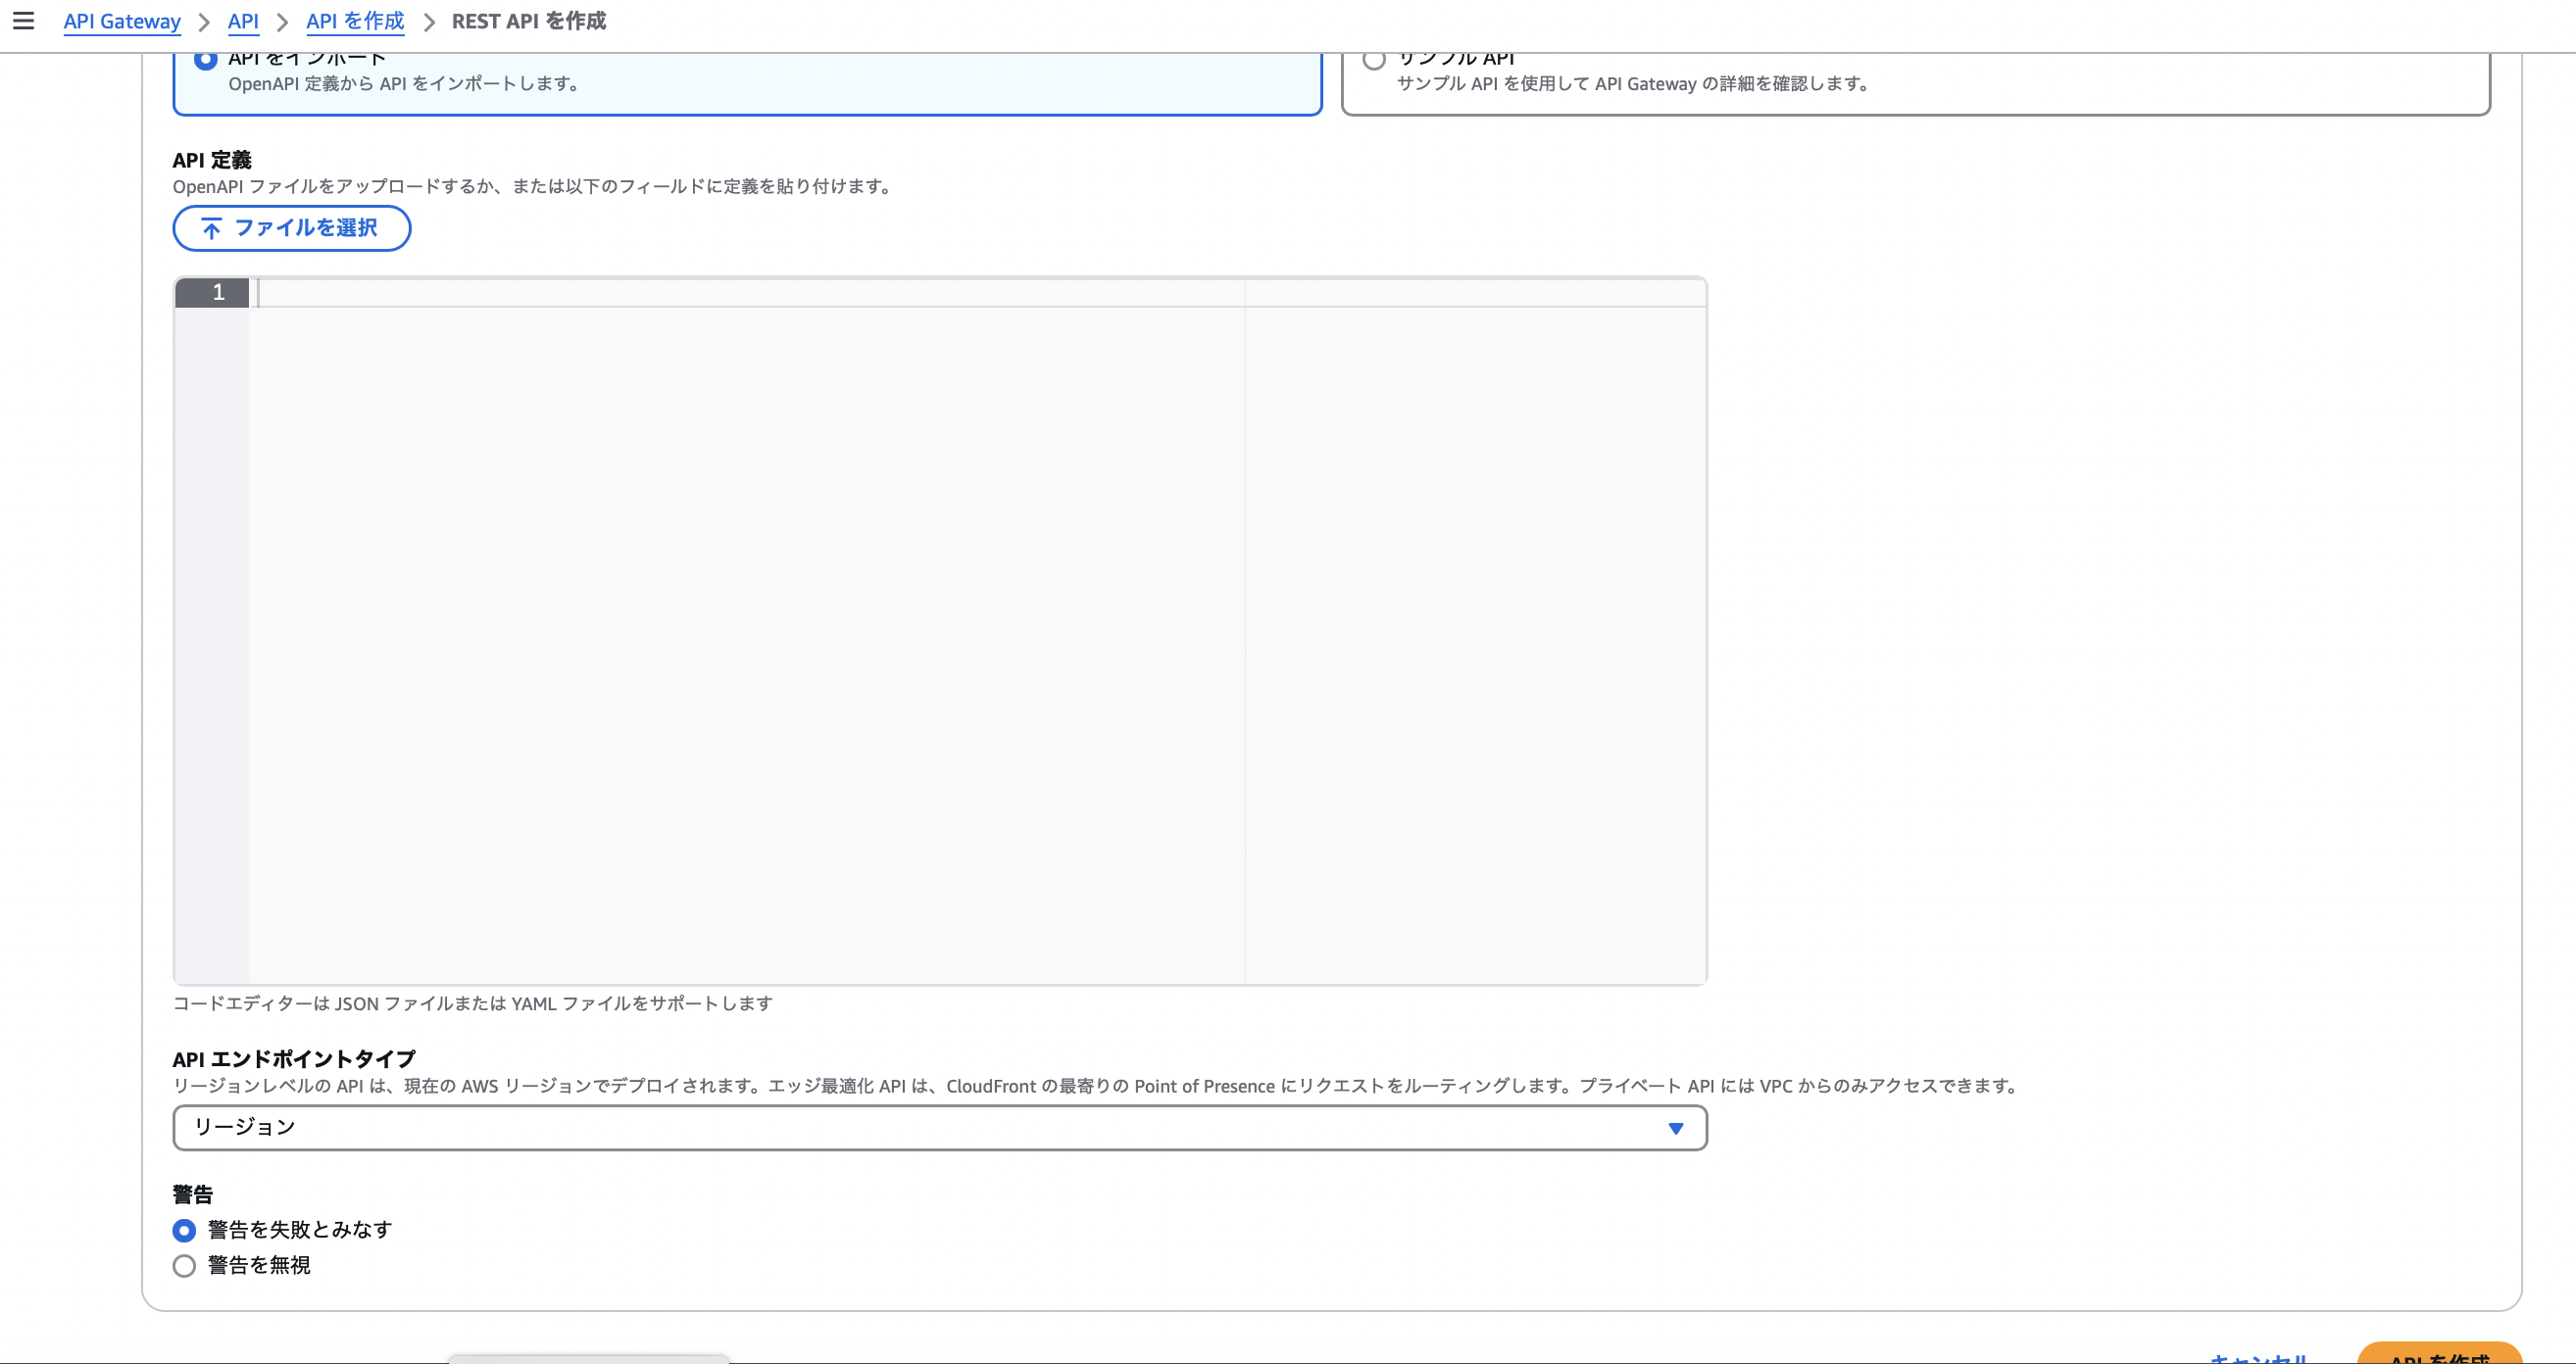 API Gateway > API > API を作成 > REST API を作成
API をインポート
OpenAPI 定義から API をインポートします。
サンプル API
サンプル API を使用して API Gateway の詳細を確認します。
API 定義
OpenAPI ファイルをアップロードするか、または以下のフィールドに定義を貼り付けます。
ファイルを選択
1
コードエディターは JSON ファイルまたは YAML ファイルをサポートします
API エンドポイントタイプ
リージョンレベルの API は、現在の AWS リージョンでデプロイされます。エッジ最適化 API は、CloudFront の最寄りの Point of Presence にリクエストをルーティングします。プライベート API には VPC からのみアクセスできます。
リージョン
警告
警告を失敗とみなす
警告を無視
キャンセル
API を作成